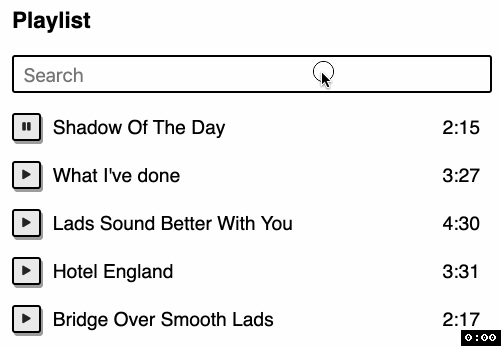 Playlist
Search
Shadow Of The Day 2:15
What I've done 3:27
Lads Sound Better With You 4:30
Hotel England 3:31
Bridge Over Smooth Lads 2:17
0:00